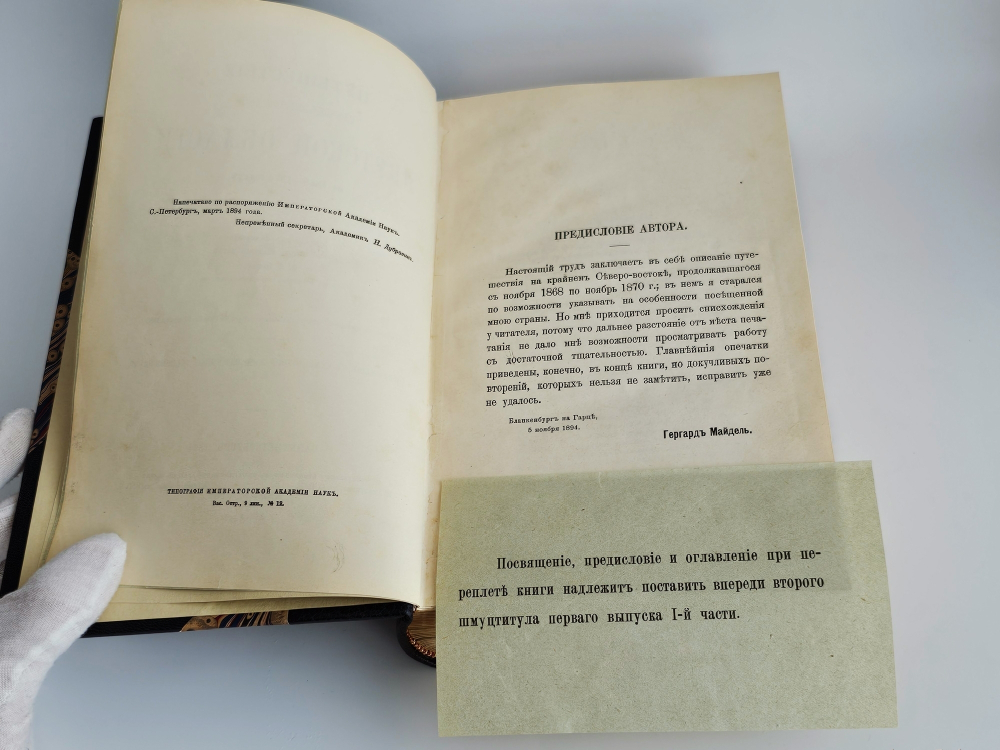 Напечатано по распоряженію Императорской Академіи Наукъ.
С.-Петербургъ, мартъ 1894 года.
Непремѣнный секретарь, Академикъ Н. Дубровинъ.
ТИПОГРАФІЯ ИМПЕРАТОРСКОЙ АКАДЕМІИ НАУКЪ.
Вас. Остр., 9 лин., № 12.
ПРЕДИСЛОВІЕ АВТОРА.
Настоящій трудъ заключаетъ въ себѣ описаніе путе-
шествія на крайнемъ Сѣверо-востокѣ, продолжавшагося
съ ноября 1868 по ноябрь 1870 г.; въ немъ я старался
по возможности указывать на особенности посѣщенной
мною страны. Но мнѣ приходится просить снисхожденія
у читателя, потому что дальнее разстояніе отъ мѣста печа-
танія не дало мнѣ возможности просматривать работу
съ достаточной тщательностью. Главнѣйшія опечатки
приведены, конечно, въ концѣ книги, но докучливыхъ по-
втореній, которыхъ нельзя не замѣтить, исправить уже
не удалось.
Бланкенбургъ на Гарцѣ,
5 ноября 1894.
Гергардъ Майдель.
Посвященіе, предисловіе и оглавленіе при пе-
реплетѣ книги надлежитъ поставить впереди второго
шмуцтитула перваго выпуска I-й части.